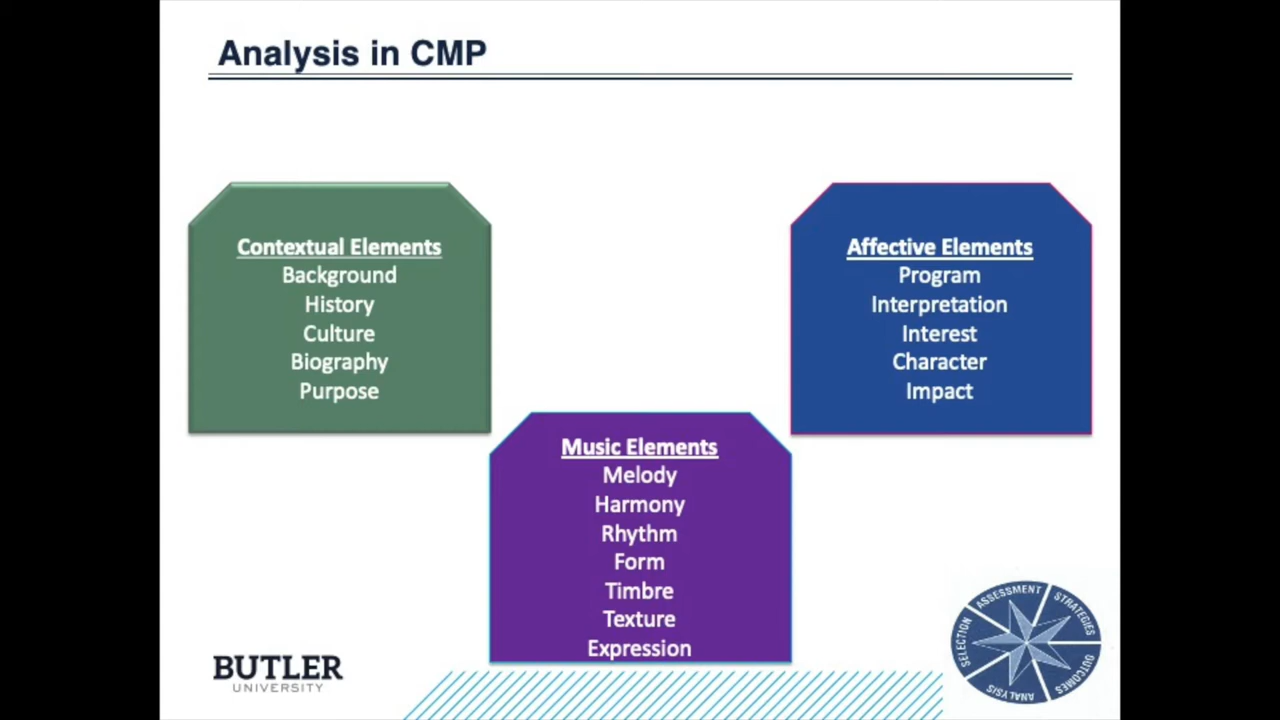 Analysis in CMP
Contextual Elements
Background
History
Culture
Biography
Purpose
Affective Elements
Program
Interpretation
Interest
Character
Impact
Music Elements
Melody
Harmony
Rhythm
Form
Timbre
Texture
Expression
BUTLER
UNIVERSITY
SELECTION
ASSESSMENT
STRATEGIES
OUTCOMES
ANALYSIS